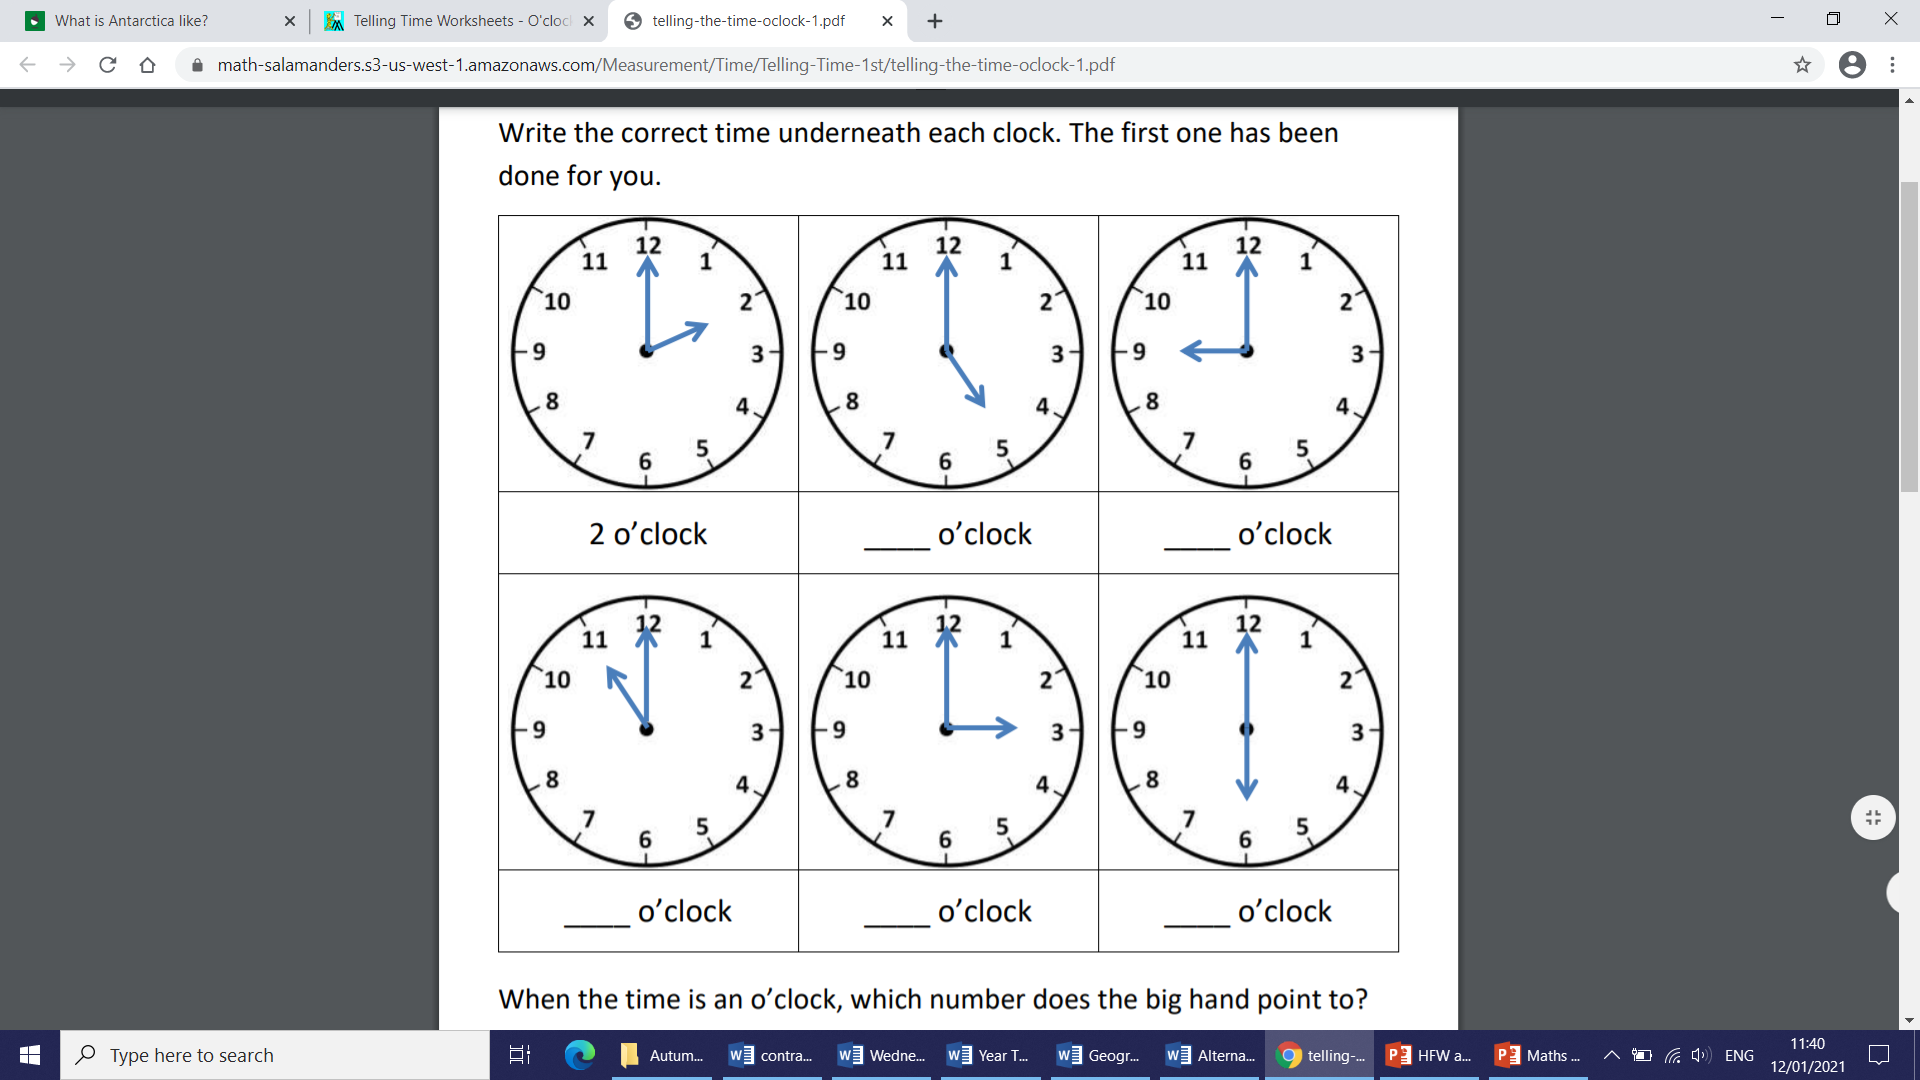 What is Antarctica like?
Telling Time Worksheets - O'cloc
telling-the-time-oclock-1.pdf
math-salamanders.s3-us-west-1.amazonaws.com/Measurement/Time/Telling-Time-1st/telling-the-time-oclock-1.pdf
Write the correct time underneath each clock. The first one has been
done for you.
12 1 2 3 4 5 6 7 8 9 10 11
12 1 2 3 4 5 6 7 8 9 10 11
12 1 2 3 4 5 6 7 8 9 10 11
2 o’clock
____ o’clock
____ o’clock
12 1 2 3 4 5 6 7 8 9 10 11
12 1 2 3 4 5 6 7 8 9 10 11
12 1 2 3 4 5 6 7 8 9 10 11
____ o’clock
____ o’clock
____ o’clock
When the time is an o’clock, which number does the big hand point to?
Type here to search
Autum...
contra...
Wedne...
Year T...
Geogr...
Alterna...
telling-...
HFW a...
Maths ...
ENG
11:40
12/01/2021